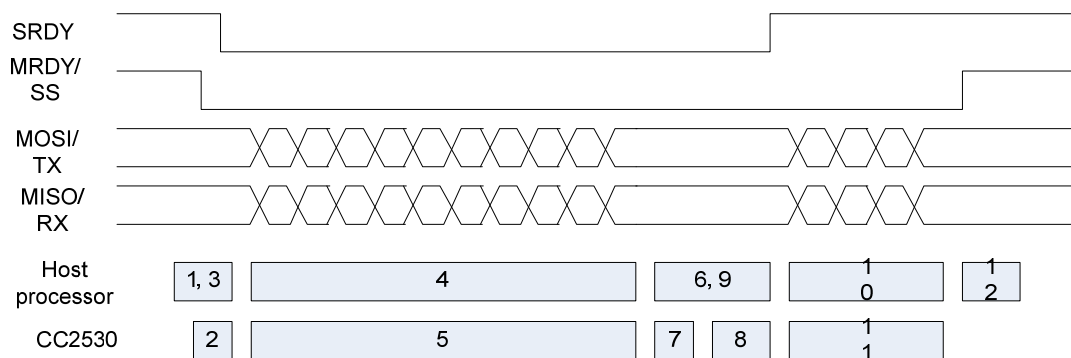 SRDY
MRDY/
SS
MOSI/
TX
MISO/
RX
Host
processor
1, 3
4
6, 9
1
0
1
2
CC2530
2
5
7
8
1
1